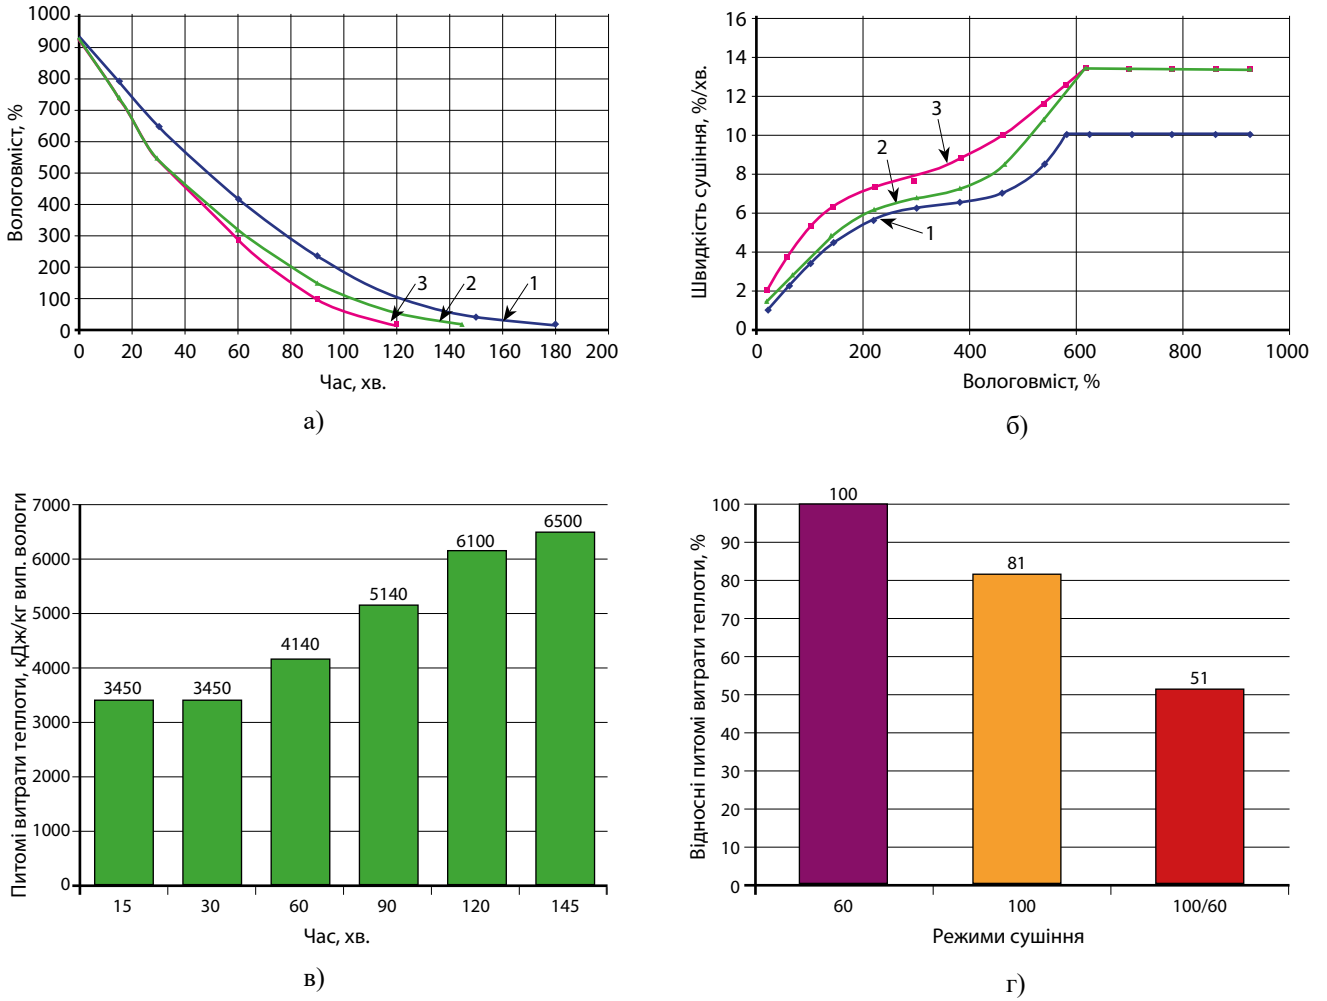 Вологовміст, %
1000
900
800
700
600
500
400
300
200
100
0
3 2 1
0 20 40 60 80 100 120 140 160 180 200
Час, хв.
а)
Швидкість сушіння, %/хв.
16
14
12
10
8
6
4
2
0
3
2
1
0 200 400 600 800 1000
Вологовміст, %
б)
Питомі витрати теплоти, кДж/кг вип. вологи
7000
6000
5000
4000
3000
2000
1000
0
3450 3450 4140 5140 6100 6500
15 30 60 90 120 145
Час, хв.
в)
Відносні питомі витрати теплоти, %
100
90
80
70
60
50
40
30
20
10
0
100 81 51
60 100 100/60
Режими сушіння
г)